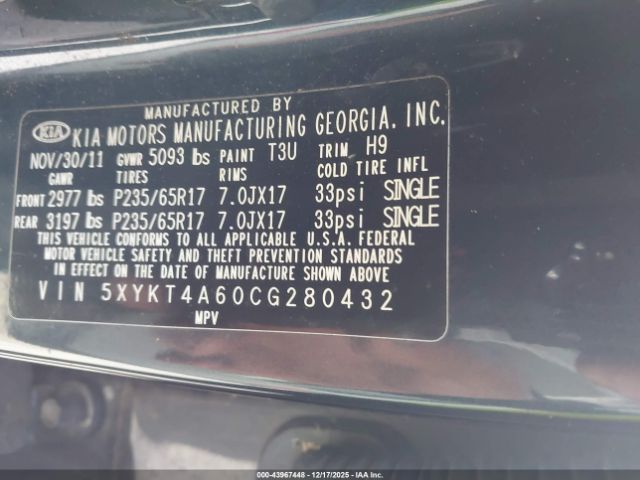 MANUFACTURED BY
KIA KIA MOTORS MANUFACTURING GEORGIA, INC.
NOV/30/11 GVWR 5093 lbs PAINT T3U TRIM H9
GAWR TIRES RIMS COLD TIRE INFL
FRONT 2977 lbs P235/65R17 7.0JX17 33psi SINGLE
REAR 3197 lbs P235/65R17 7.0JX17 33psi SINGLE
THIS VEHICLE CONFORMS TO ALL APPLICABLE U.S.A. FEDERAL
MOTOR VEHICLE SAFETY AND THEFT PREVENTION STANDARDS
IN EFFECT ON THE DATE OF MANUFACTURE SHOWN ABOVE
VIN 5XYKT4A60CG280432
MPV
000-43967448 - 12/17/2025 - IAA Inc.